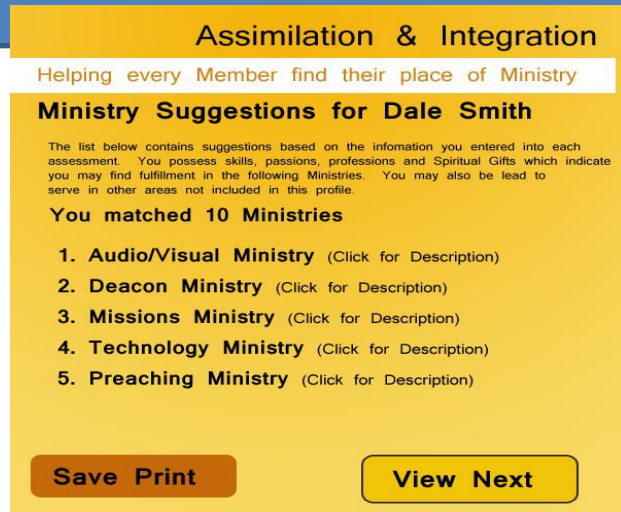 Assimilation & Integration
Helping every Member find their place of Ministry
Ministry Suggestions for Dale Smith
The list below contains suggestions based on the infomation you entered into each
assessment. You possess skills, passions, professions and Spiritual Gifts which indicate
you may find fulfillment in the following Ministries. You may also be lead to
serve in other areas not included in this profile.
You matched 10 Ministries
1. Audio/Visual Ministry (Click for Description)
2. Deacon Ministry (Click for Description)
3. Missions Ministry (Click for Description)
4. Technology Ministry (Click for Description)
5. Preaching Ministry (Click for Description)
Save Print
View Next